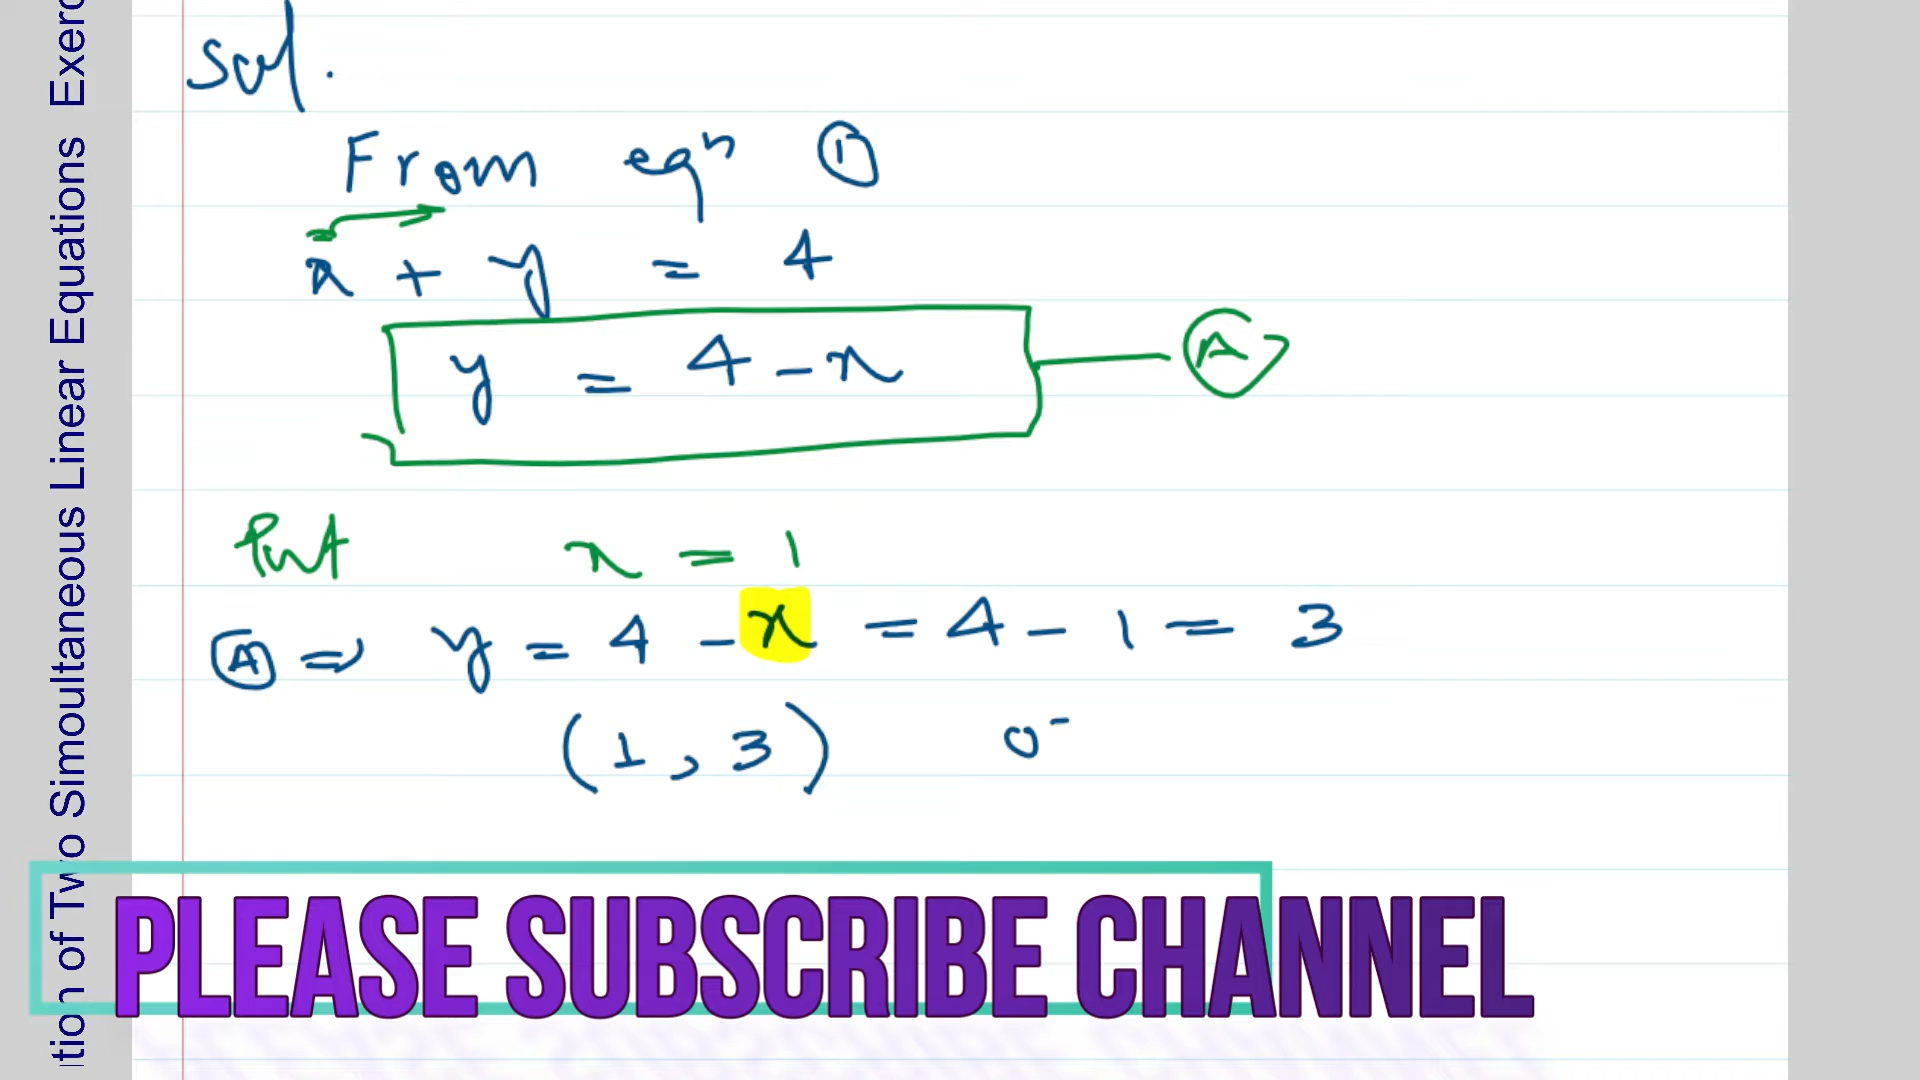 Sol.
From eqn ①
x + y = 4
y = 4 - x Ⓐ
Put x = 1
Ⓐ ⇒ y = 4 - x = 4 - 1 = 3
(1, 3)
PLEASE SUBSCRIBE CHANNEL
tion of Two Simoultaneous Linear Equations Exerc